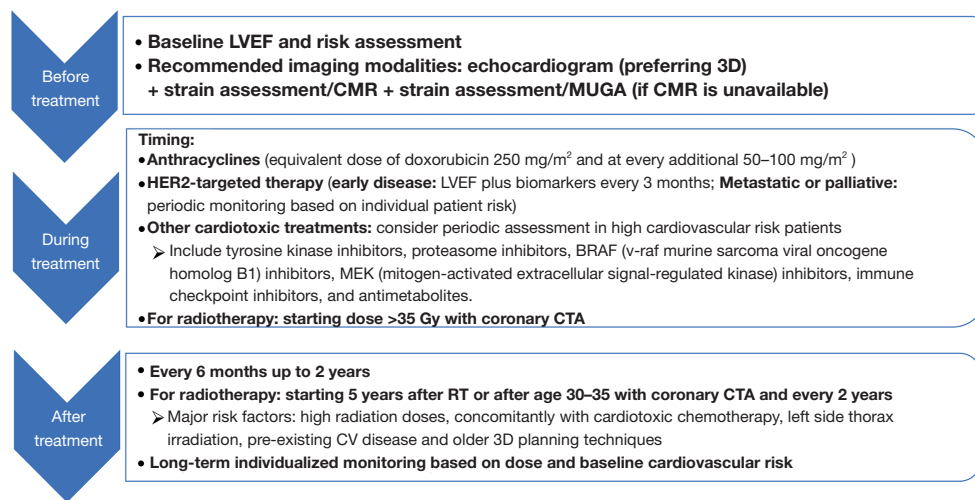 Before
treatment
• Baseline LVEF and risk assessment
• Recommended imaging modalities: echocardiogram (preferring 3D)
+ strain assessment/CMR + strain assessment/MUGA (if CMR is unavailable)
During
treatment
Timing:
• Anthracyclines (equivalent dose of doxorubicin 250 mg/m² and at every additional 50–100 mg/m² )
• HER2-targeted therapy (early disease: LVEF plus biomarkers every 3 months; Metastatic or palliative:
periodic monitoring based on individual patient risk)
• Other cardiotoxic treatments: consider periodic assessment in high cardiovascular risk patients
➢ Include tyrosine kinase inhibitors, proteasome inhibitors, BRAF (v-raf murine sarcoma viral oncogene
homolog B1) inhibitors, MEK (mitogen-activated extracellular signal-regulated kinase) inhibitors, immune
checkpoint inhibitors, and antimetabolites.
• For radiotherapy: starting dose >35 Gy with coronary CTA
After
treatment
• Every 6 months up to 2 years
• For radiotherapy: starting 5 years after RT or after age 30–35 with coronary CTA and every 2 years
➢ Major risk factors: high radiation doses, concomitantly with cardiotoxic chemotherapy, left side thorax
irradiation, pre-existing CV disease and older 3D planning techniques
• Long-term individualized monitoring based on dose and baseline cardiovascular risk